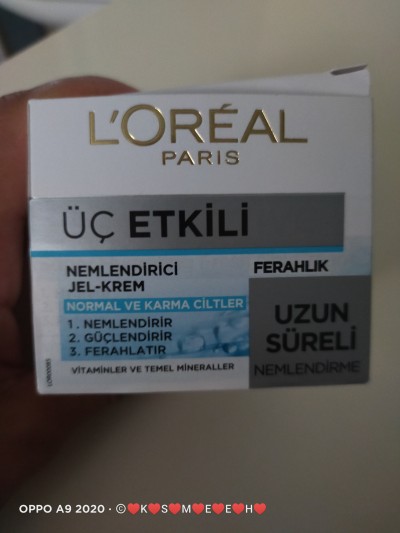 L'ORÉAL
PARIS
ÜÇ ETKİLİ
NEMLENDİRİCİ
JEL-KREM
FERAHLIK
NORMAL VE KARMA CİLTLER
1. NEMLENDİRİR
2. GÜÇLENDİRİR
3. FERAHLATIR
VİTAMİNLER VE TEMEL MİNERALLER
UZUN
SÜRELİ
NEMLENDİRME
OPPO A9 2020 · ©♥K♥S♥M♥E♥E♥H♥